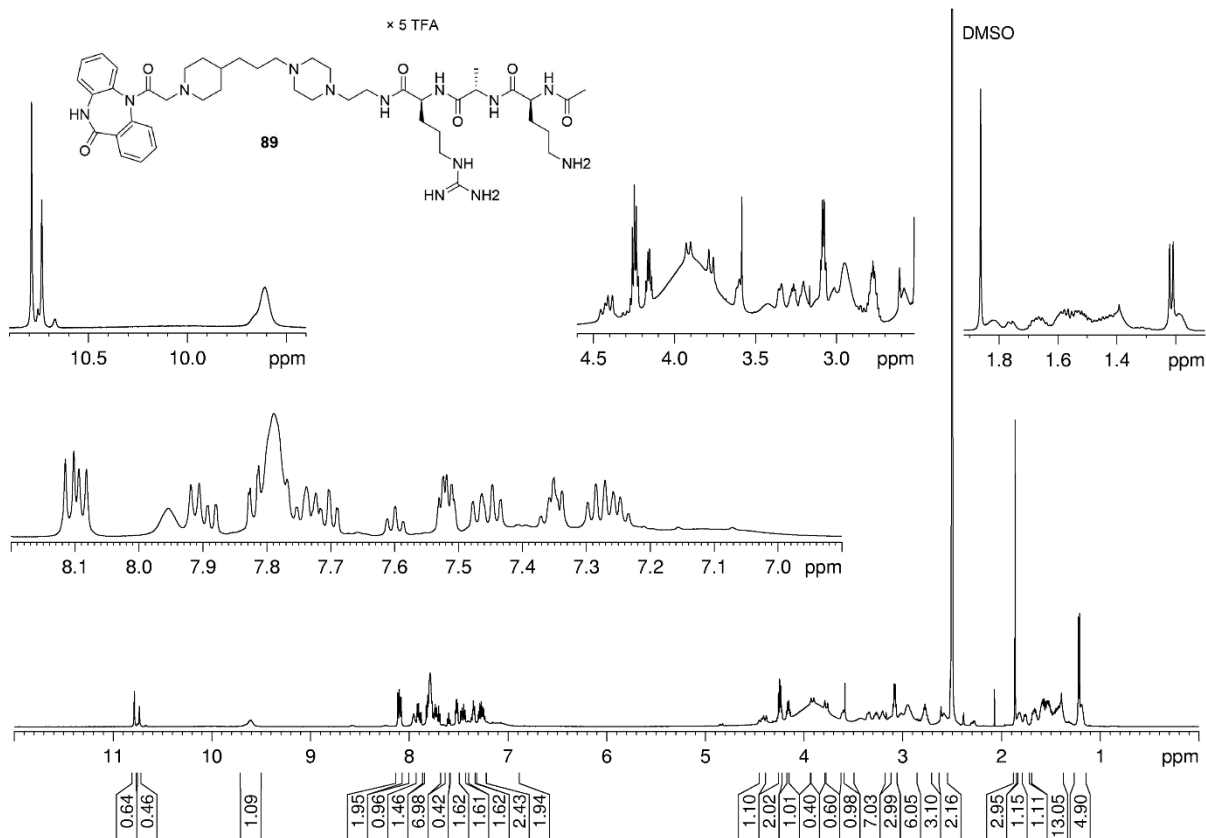 × 5 TFA
DMSO
O
O
N
N
N
N
H
N
O
H
N
O
N
H
O
H
N
O
HN
O
89
NH
HN
NH2
NH2
10.5 10.0 ppm
4.5 4.0 3.5 3.0 ppm
1.8 1.6 1.4 ppm
8.1 8.0 7.9 7.8 7.7 7.6 7.5 7.4 7.3 7.2 7.1 7.0 ppm
11 10 9 8 7 6 5 4 3 2 1 ppm
0.64 0.46 1.09 1.95 0.96 1.46 6.98 0.42 1.62 1.61 1.62 2.43 1.94 1.10 2.02 1.01 0.40 0.60 0.98 7.03 2.99 6.05 3.10 2.16 2.95 1.15 1.11 13.05 4.90